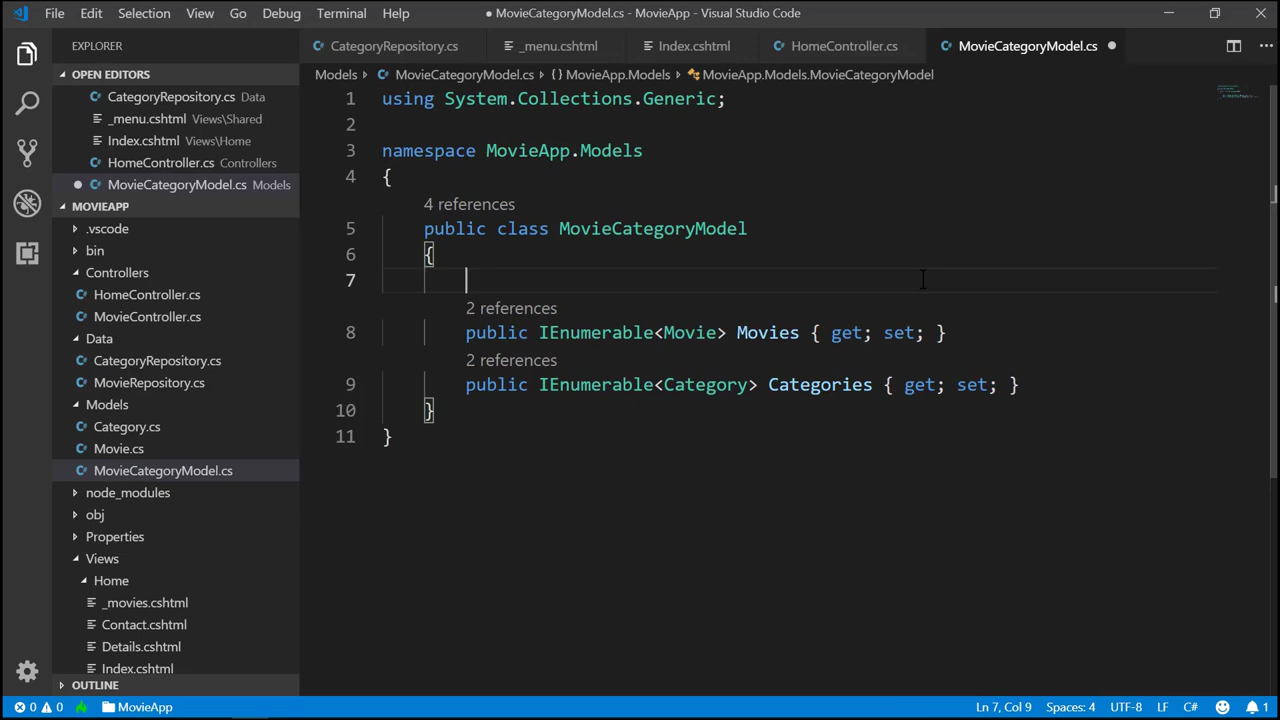 File Edit Selection View Go Debug Terminal Help
● MovieCategoryModel.cs - MovieApp - Visual Studio Code
EXPLORER
OPEN EDITORS
CategoryRepository.cs Data
_menu.cshtml Views\Shared
Index.cshtml Views\Home
HomeController.cs Controllers
MovieCategoryModel.cs Models
MOVIEAPP
.vscode
bin
Controllers
HomeController.cs
MovieController.cs
Data
CategoryRepository.cs
MovieRepository.cs
Models
Category.cs
Movie.cs
MovieCategoryModel.cs
node_modules
obj
Properties
Views
Home
_movies.cshtml
Contact.cshtml
Details.cshtml
Index.cshtml
OUTLINE
CategoryRepository.cs _menu.cshtml Index.cshtml HomeController.cs MovieCategoryModel.cs
Models MovieCategoryModel.cs {} MovieApp.Models MovieApp.Models.MovieCategoryModel
1 using System.Collections.Generic;
2
3 namespace MovieApp.Models
4 {
4 references
5 public class MovieCategoryModel
6 {
7
2 references
8 public IEnumerable<Movie> Movies { get; set; }
2 references
9 public IEnumerable<Category> Categories { get; set; }
10 }
11 }
0 0 MovieApp Ln 7, Col 9 Spaces: 4 UTF-8 LF C# 1